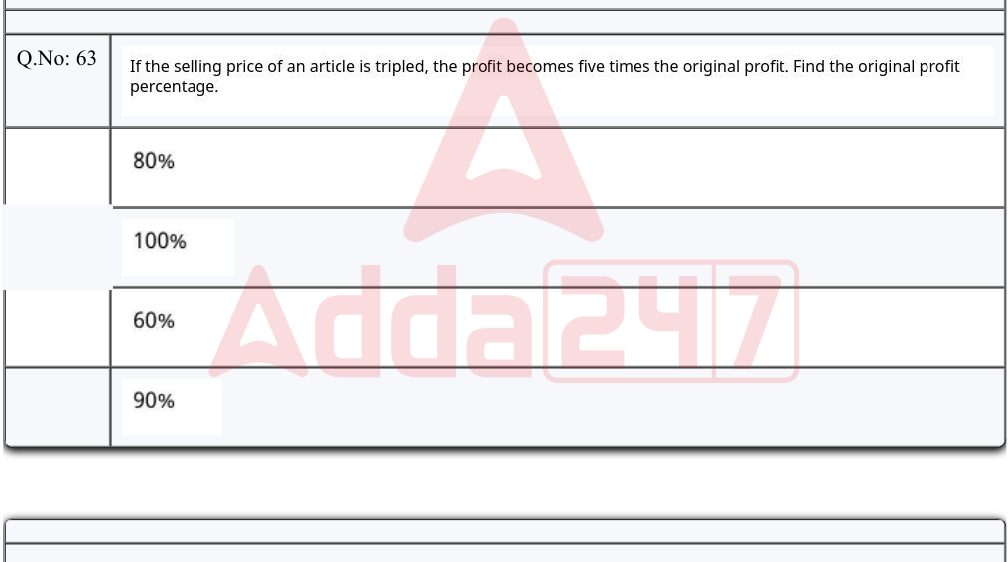 Q.No: 63
If the selling price of an article is tripled, the profit becomes five times the original profit. Find the original profit
percentage.
80%
100%
60%
90%
Adda247